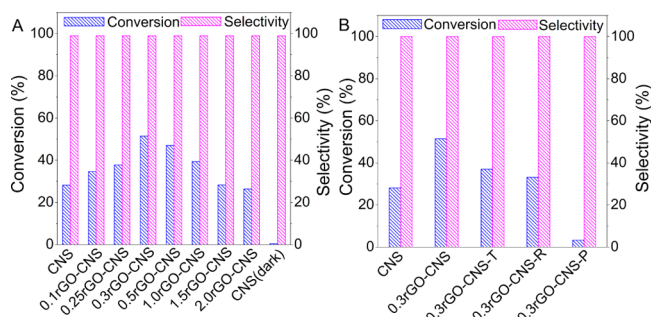 A
Conversion
Selectivity
Conversion (%)
100
80
60
40
20
0
100
80
60
40
20
0
Selectivity (%)
CNS
0.1rGO-CNS
0.25rGO-CNS
0.3rGO-CNS
0.5rGO-CNS
1.0rGO-CNS
1.5rGO-CNS
2.0rGO-CNS
CNS(dark)
B
Conversion
Selectivity
Conversion (%)
100
80
60
40
20
0
100
80
60
40
20
0
Selectivity (%)
CNS
0.3rGO-CNS
0.3rGO-CNS-T
0.3rGO-CNS-R
0.3rGO-CNS-P